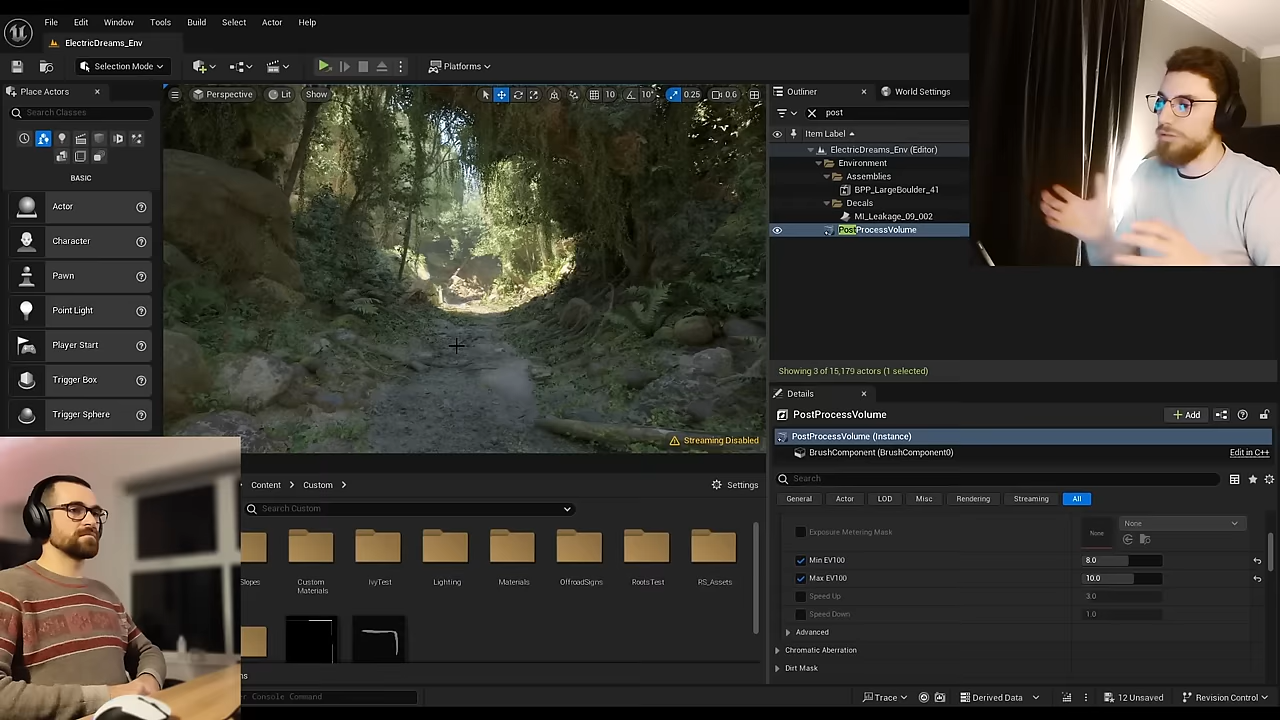 File Edit Window Tools Build Select Actor Help
ElectricDreams_Env
Selection Mode
Platforms
Place Actors
Search Classes
BASIC
Actor
Character
Pawn
Point Light
Player Start
Trigger Box
Trigger Sphere
Perspective Lit Show
10 10° 0.25 0.6
Streaming Disabled
Outliner World Settings
post
Item Label
ElectricDreams_Env (Editor)
Environment
Assemblies
BPP_LargeBoulder_41
Decals
MI_Leakage_09_002
PostProcessVolume
Showing 3 of 15,179 actors (1 selected)
Details
PostProcessVolume
Add
PostProcessVolume (Instance)
BrushComponent (BrushComponent0) Edit in C++
Search
General Actor LOD Misc Rendering Streaming All
Exposure Metering Mask None None
Min EV100 8.0
Max EV100 10.0
Speed Up 3.0
Speed Down 1.0
Advanced
Chromatic Aberration
Dirt Mask
Content Custom Settings
Search Custom
Custom Materials
IvyTest
Lighting
Materials
OffroadSigns
RootsTest
RS_Assets
Console Command
Trace Derived Data 12 Unsaved Revision Control